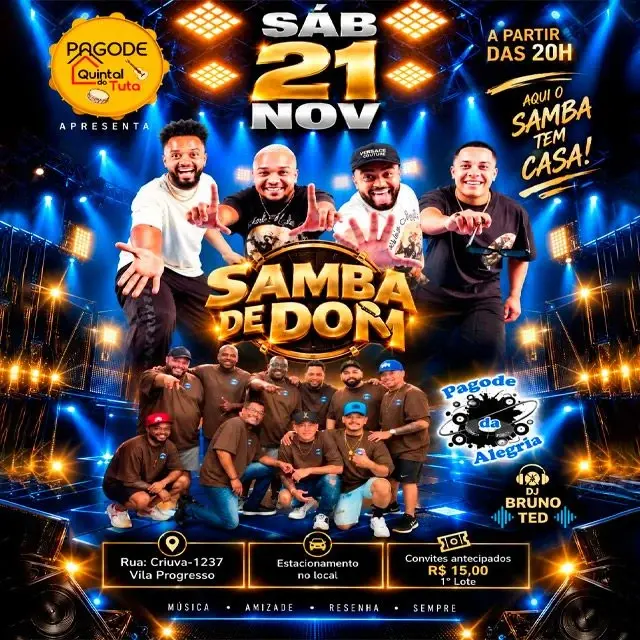 PAGODE
Quintal
do Tuta
APRESENTA
SÁB
21
NOV
A PARTIR
DAS 20H
AQUI O
SAMBA
TEM
CASA!
VERSACE
COUTURE
SAMBA
DE DOM
Pagode
da
Alegria
DJ
BRUNO
TED
Rua: Criuva-1237
Vila Progresso
Estacionamento
no local
Convites antecipados
R$ 15,00
1º Lote
MÚSICA • AMIZADE • RESENHA • SEMPRE